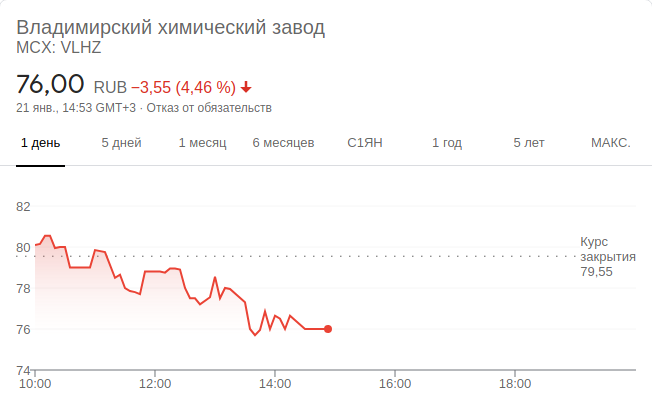 Владимирский химический завод
MCX: VLHZ
76,00 RUB −3,55 (4,46 %)
21 янв., 14:53 GMT+3 · Отказ от обязательств
1 день 5 дней 1 месяц 6 месяцев С1ЯН 1 год 5 лет МАКС.
82
80
78
76
74
Курс
закрытия
79,55
10:00 12:00 14:00 16:00 18:00